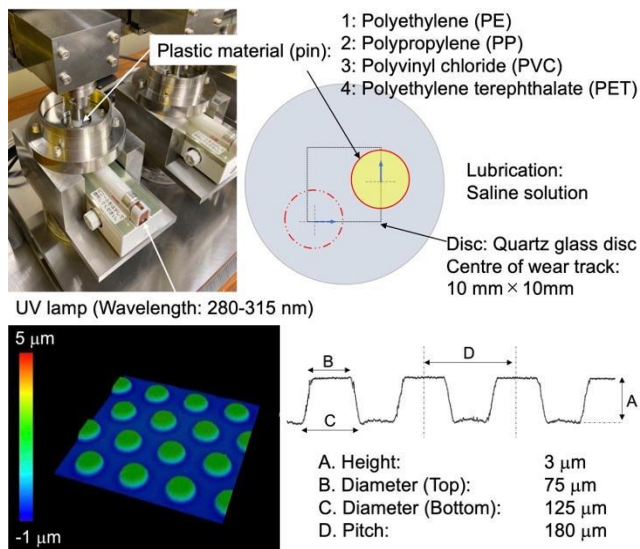 Plastic material (pin):
1: Polyethylene (PE)
2: Polypropylene (PP)
3: Polyvinyl chloride (PVC)
4: Polyethylene terephthalate (PET)
Lubrication:
Saline solution
Disc: Quartz glass disc
Centre of wear track:
10 mm × 10mm
UV lamp (Wavelength: 280-315 nm)
5 μm
-1 μm
B
D
C
A
A. Height: 3 μm
B. Diameter (Top): 75 μm
C. Diameter (Bottom): 125 μm
D. Pitch: 180 μm